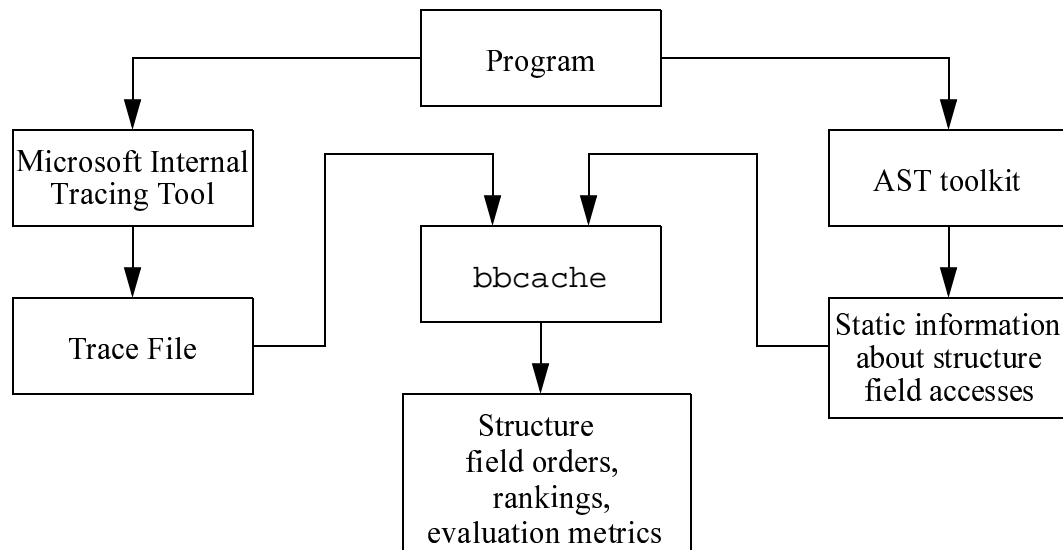 Program
Microsoft Internal
Tracing Tool
AST toolkit
bbcache
Trace File
Static information
about structure
field accesses
Structure
field orders,
rankings,
evaluation metrics